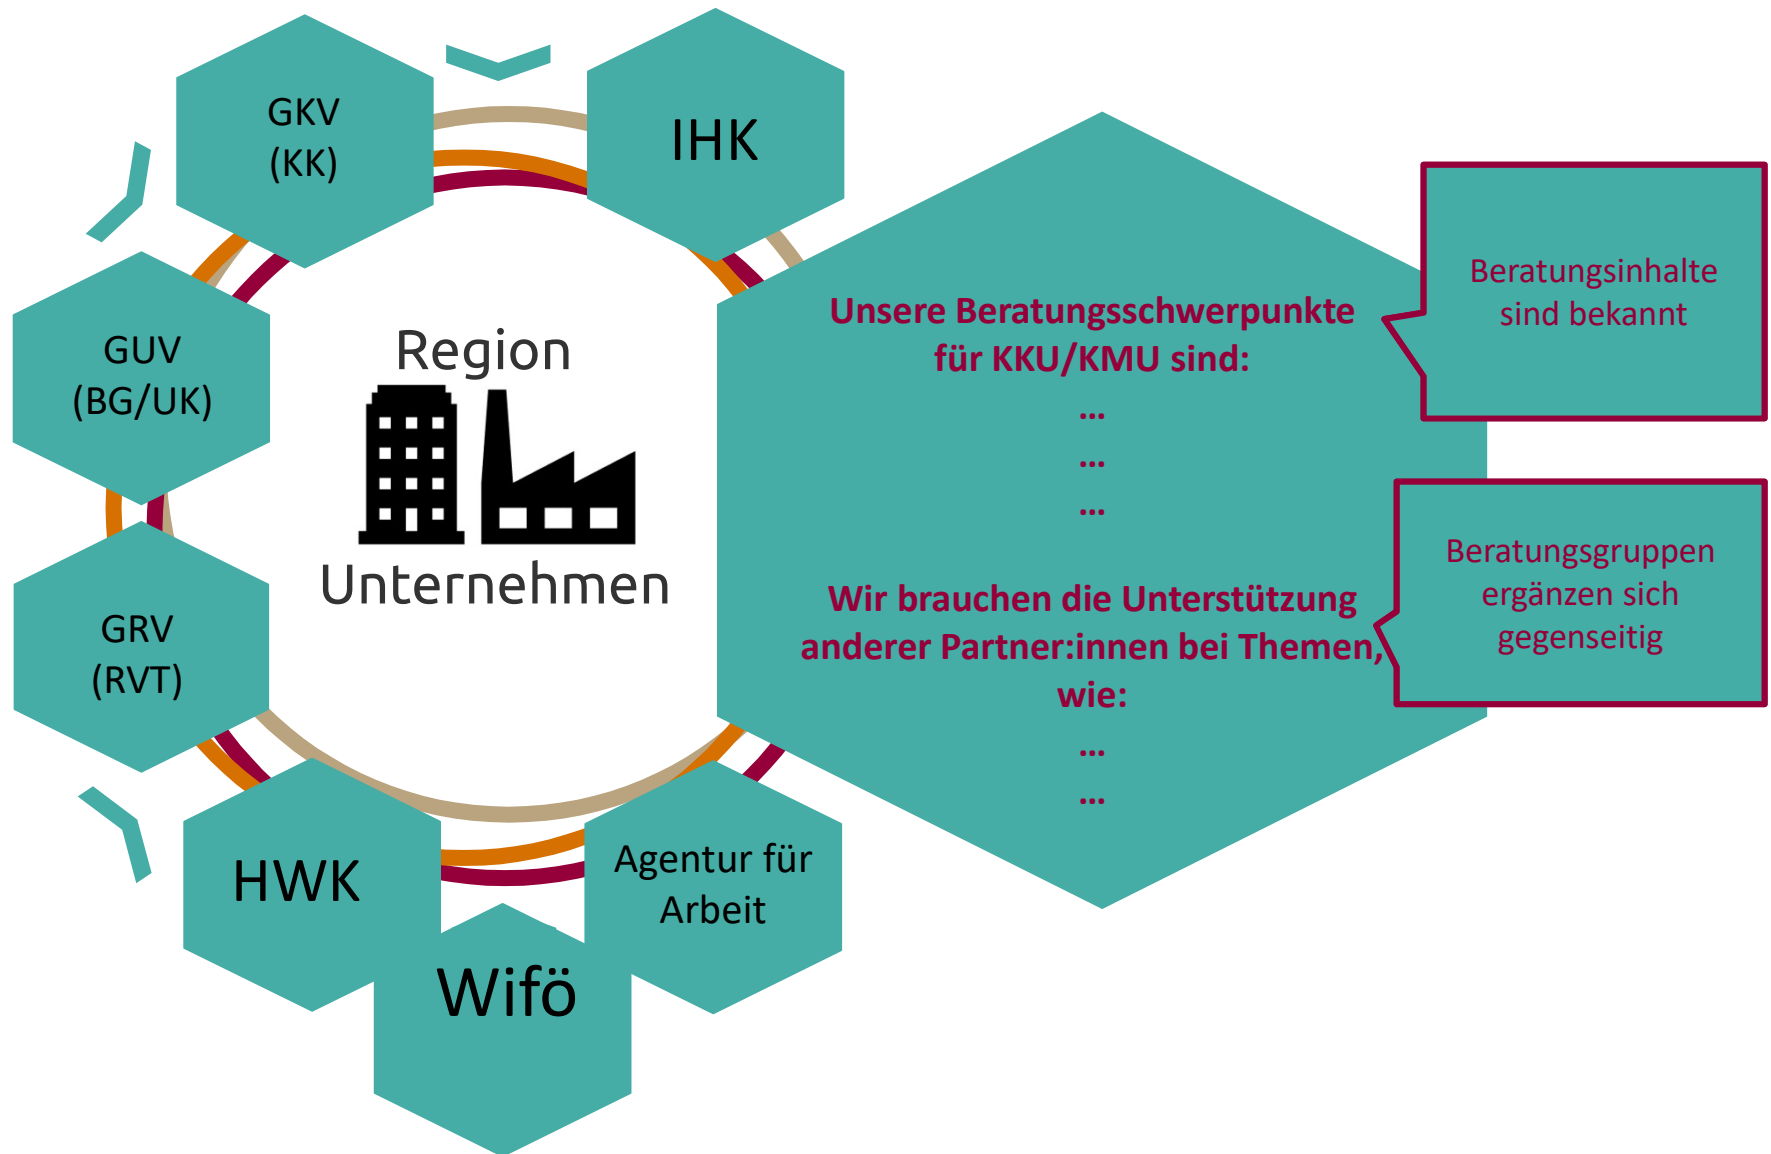 GKV
(KK)
IHK
GUV
(BG/UK)
Region
Unternehmen
GRV
(RVT)
HWK
Wifö
Agentur für
Arbeit
Unsere Beratungsschwerpunkte
für KKU/KMU sind:
...
...
...
Wir brauchen die Unterstützung
anderer Partner:innen bei Themen,
wie:
...
...
Beratungsinhalte
sind bekannt
Beratungsgruppen
ergänzen sich
gegenseitig